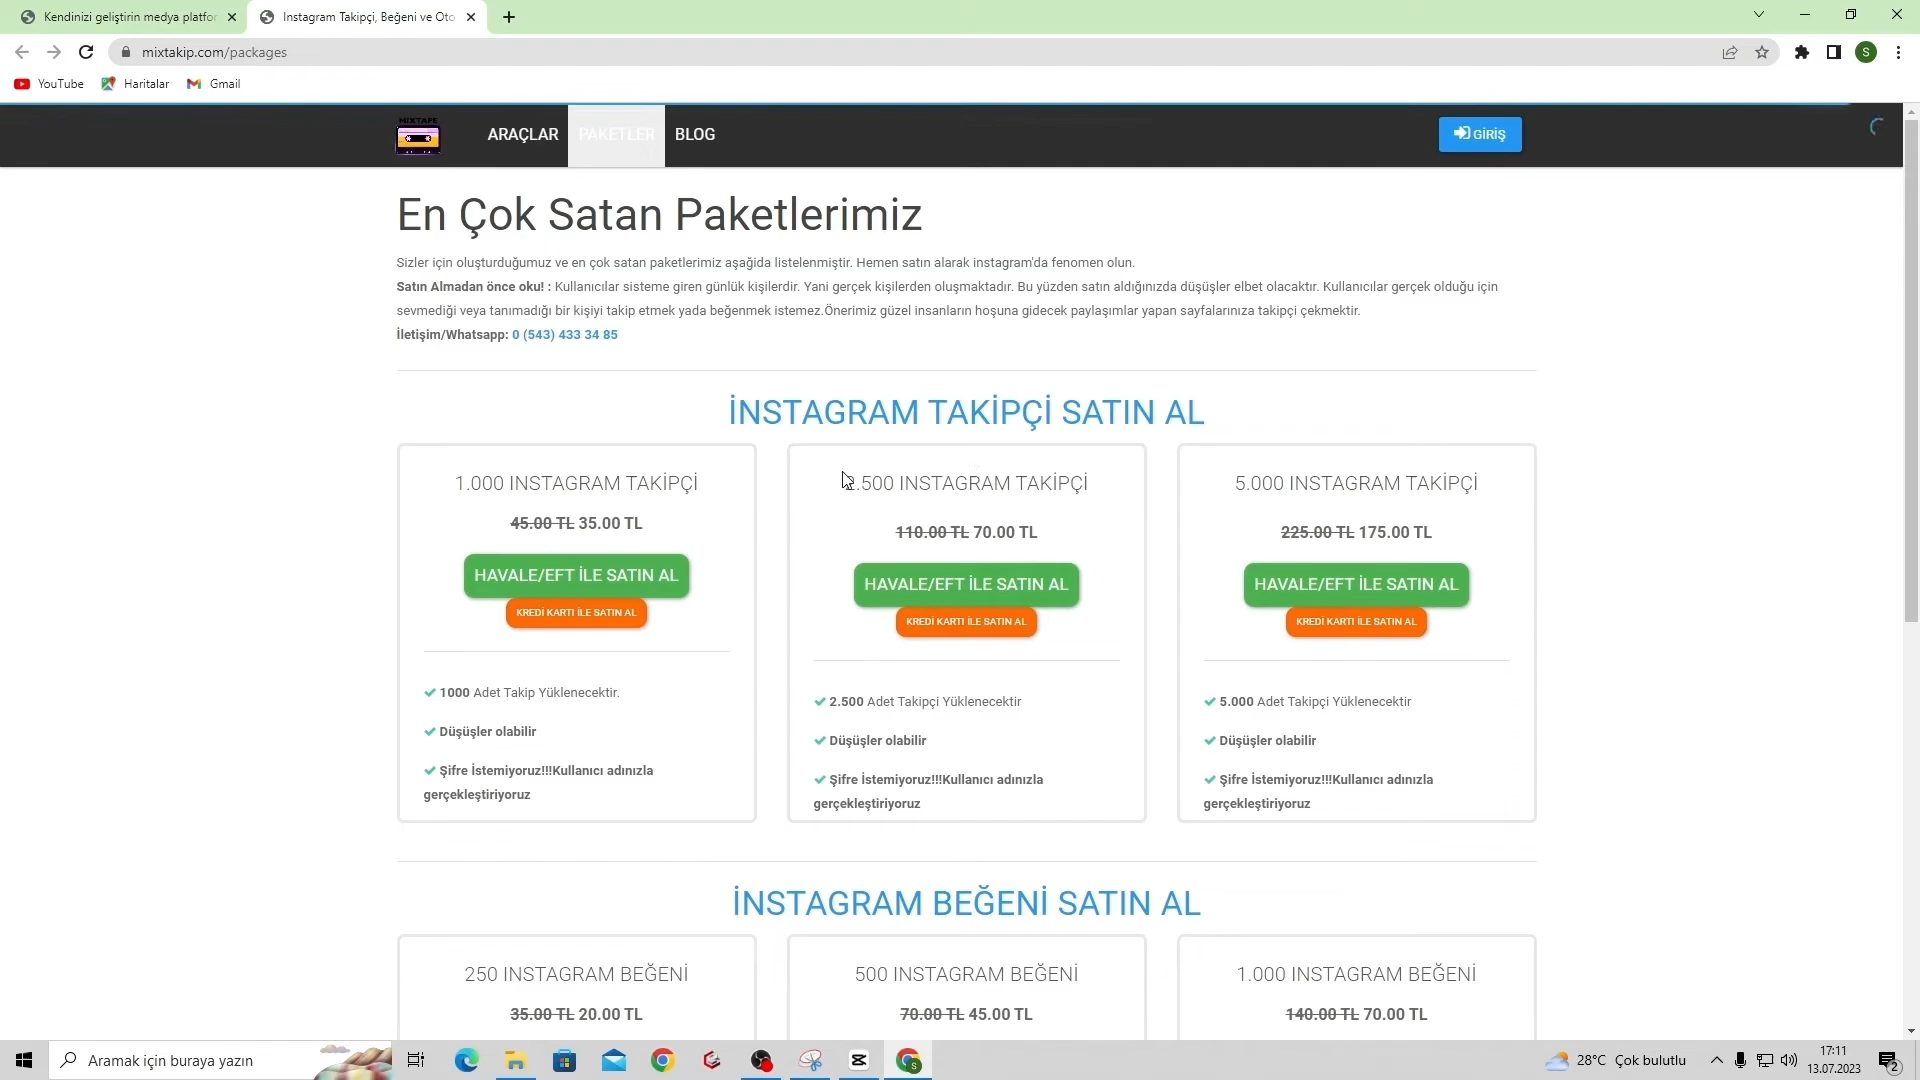 Kendinizi geliştirin medya platfor
Instagram Takipçi, Beğeni ve Oto
mixtakip.com/packages
S
YouTube
Haritalar
Gmail
MIXTAPE
ARAÇLAR
PAKETLER
BLOG
GİRİŞ
En Çok Satan Paketlerimiz
Sizler için oluşturduğumuz ve en çok satan paketlerimiz aşağida listelenmiştir. Hemen satın alarak instagram'da fenomen olun.
Satın Almadan önce oku! : Kullanıcılar sisteme giren günlük kişilerdir. Yani gerçek kişilerden oluşmaktadır. Bu yüzden satın aldığınızda düşüşler elbet olacaktır. Kullanıcılar gerçek olduğu için
sevmediği veya tanımadığı bir kişiyi takip etmek yada beğenmek istemez.Önerimiz güzel insanların hoşuna gidecek paylaşımlar yapan sayfalarınıza takipçi çekmektir.
İletişim/Whatsapp: 0 (543) 433 34 85
İNSTAGRAM TAKİPÇİ SATIN AL
1.000 INSTAGRAM TAKİPÇİ
45.00 TL 35.00 TL
HAVALE/EFT İLE SATIN AL
KREDİ KARTI İLE SATIN AL
1000 Adet Takip Yüklenecektir.
Düşüşler olabilir
Şifre İstemiyoruz!!!Kullanıcı adınızla
gerçekleştiriyoruz
2.500 INSTAGRAM TAKİPÇİ
110.00 TL 70.00 TL
HAVALE/EFT İLE SATIN AL
KREDİ KARTI İLE SATIN AL
2.500 Adet Takipçi Yüklenecektir
Düşüşler olabilir
Şifre İstemiyoruz!!!Kullanıcı adınızla
gerçekleştiriyoruz
5.000 INSTAGRAM TAKİPÇİ
225.00 TL 175.00 TL
HAVALE/EFT İLE SATIN AL
KREDİ KARTI İLE SATIN AL
5.000 Adet Takipçi Yüklenecektir
Düşüşler olabilir
Şifre İstemiyoruz!!!Kullanıcı adınızla
gerçekleştiriyoruz
İNSTAGRAM BEĞENİ SATIN AL
250 INSTAGRAM BEĞENİ
35.00 TL 20.00 TL
500 INSTAGRAM BEĞENİ
70.00 TL 45.00 TL
1.000 INSTAGRAM BEĞENİ
140.00 TL 70.00 TL
Aramak için buraya yazın
28°C Çok bulutlu
17:11
13.07.2023
2